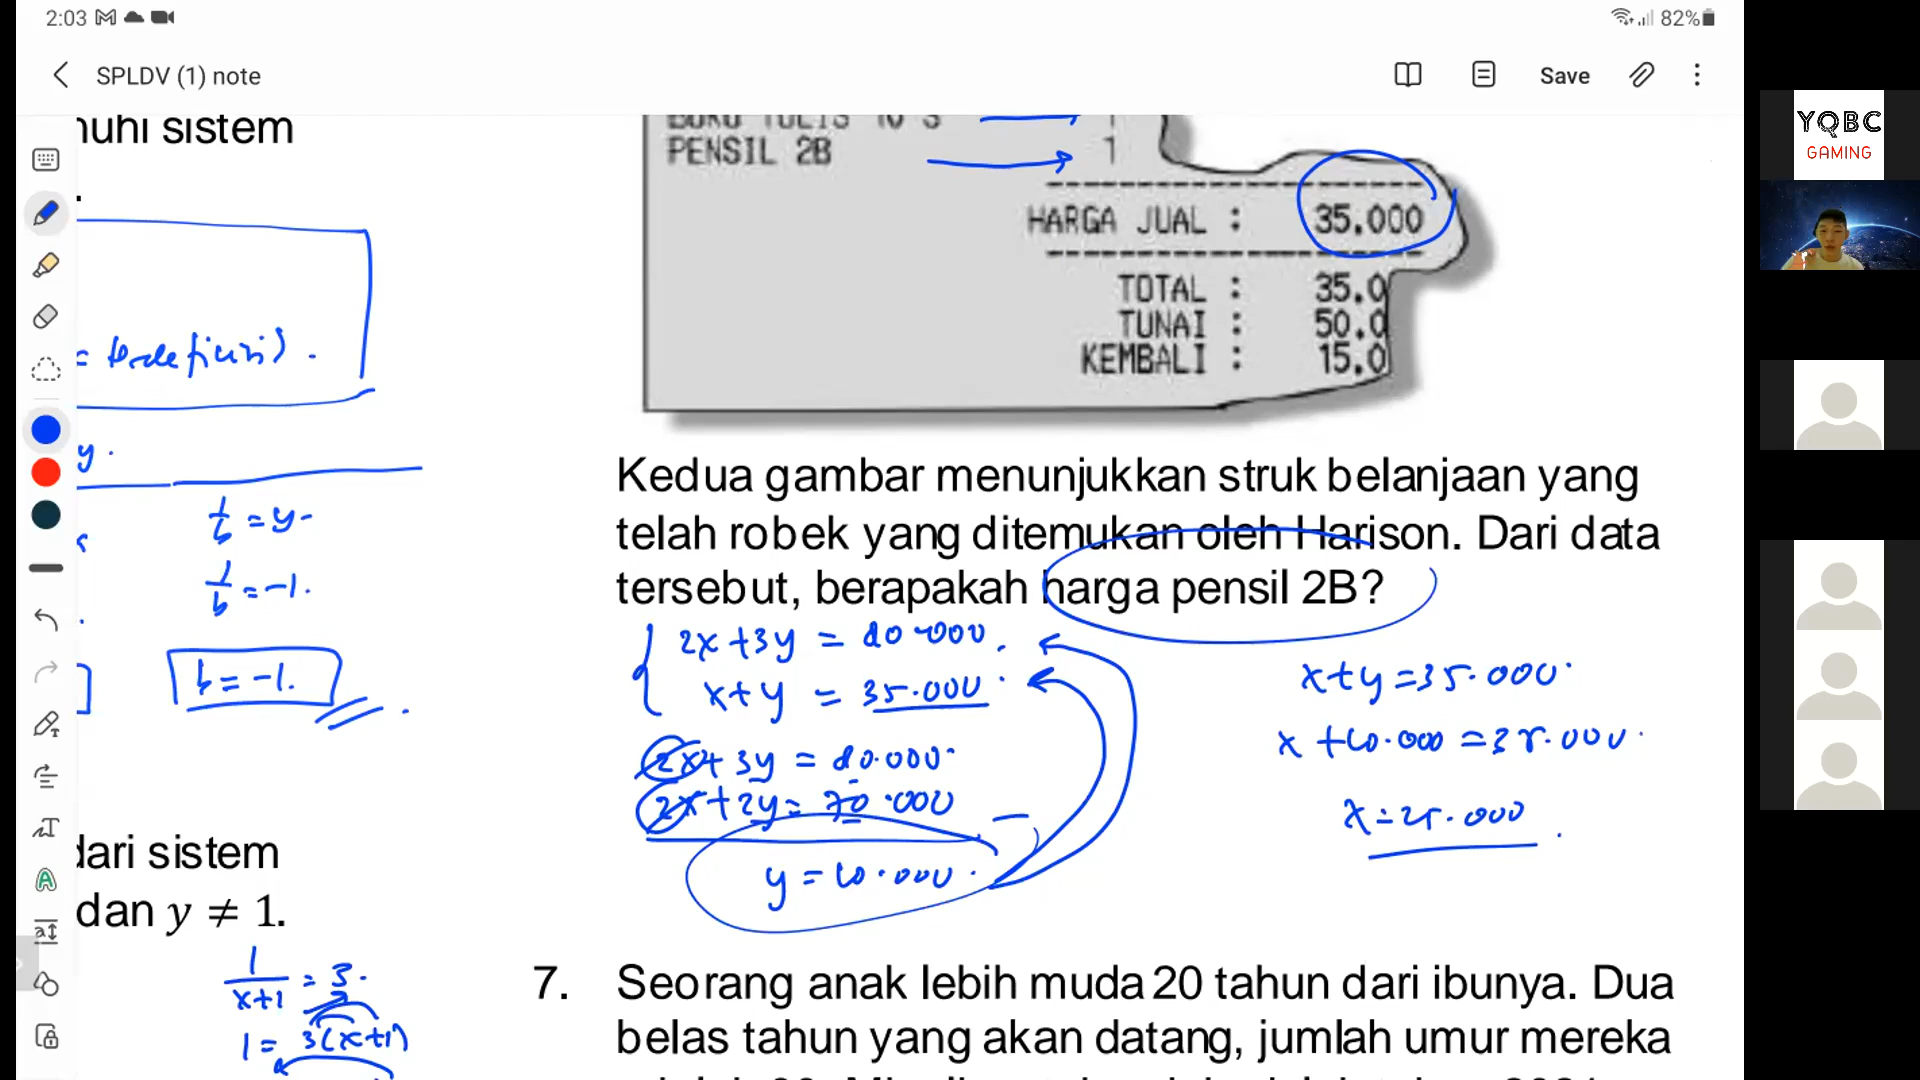 2:03
82%
SPLDV (1) note
Save
YQBC
GAMING
nuhi sistem
.
= terdefinisi) .
y.
1/b = y-
1/b = -1.
b = -1.
dari sistem
dan y ≠ 1.
1/(x+1) = 3.
1 = 3(x+1)
PENSIL 2B 1
HARGA JUAL : 35.000
TOTAL : 35.0
TUNAI : 50.0
KEMBALI : 15.0
Kedua gambar menunjukkan struk belanjaan yang
telah robek yang ditemukan oleh Harison. Dari data
tersebut, berapakah harga pensil 2B?
2x + 3y = 80.000.
x + y = 35.000
2x + 3y = 80.000
2x + 2y = 70.000
y = 10.000.
x + y = 35.000
x + 10.000 = 35.000
x = 25.000
7. Seorang anak lebih muda 20 tahun dari ibunya. Dua
belas tahun yang akan datang, jumlah umur mereka